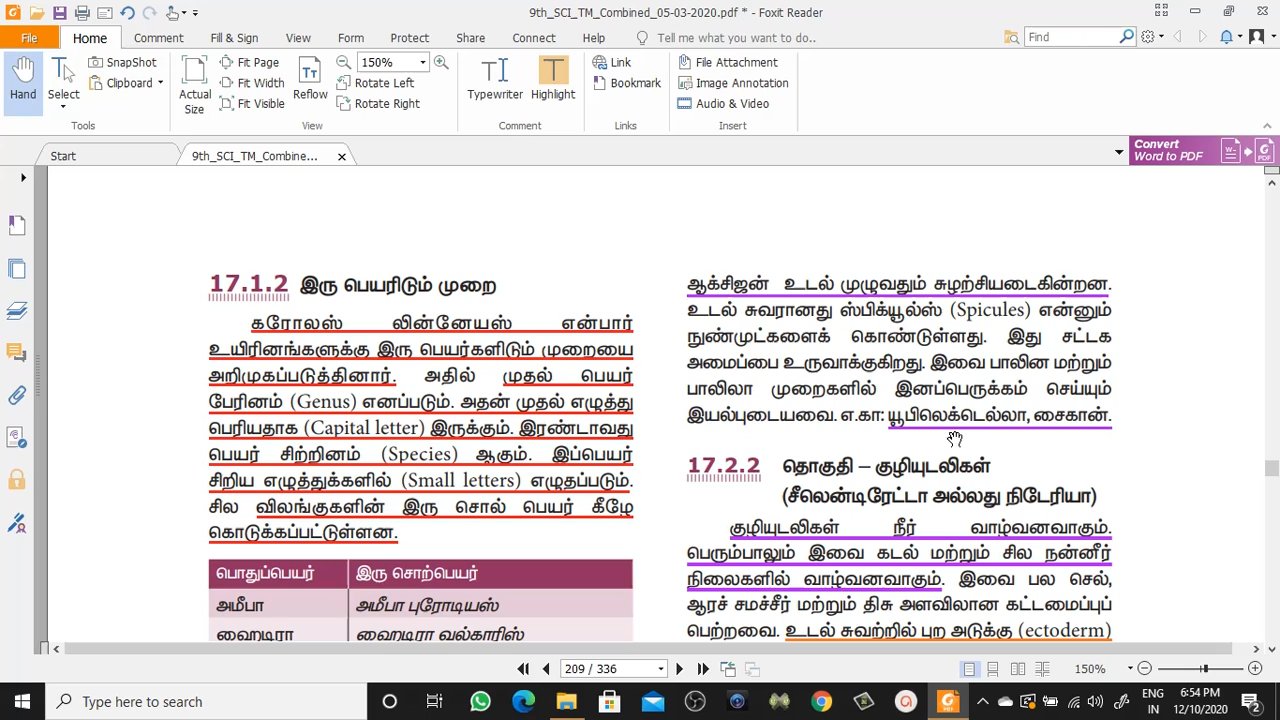 9th_SCI_TM_Combined_05-03-2020.pdf * - Foxit Reader
File Home Comment Fill & Sign View Form Protect Share Connect Help Tell me what you want to do.. Find
Hand
Select
SnapShot
Clipboard
Tools
Actual Size
Fit Page
Fit Width
Fit Visible
Reflow
150%
Rotate Left
Rotate Right
View
Typewriter
Highlight
Comment
Link
Bookmark
Links
File Attachment
Image Annotation
Audio & Video
Insert
Start
9th_SCI_TM_Combine...
Convert
Word to PDF
17.1.2 இரு பெயரிடும் முறை
கரோலஸ் லின்னேயஸ் என்பார்
உயிரினங்களுக்கு இரு பெயர்களிடும் முறையை
அறிமுகப்படுத்தினார். அதில் முதல் பெயர்
பேரினம் (Genus) எனப்படும். அதன் முதல் எழுத்து
பெரியதாக (Capital letter) இருக்கும். இரண்டாவது
பெயர் சிற்றினம் (Species) ஆகும். இப்பெயர்
சிறிய எழுத்துக்களில் (Small letters) எழுதப்படும்.
சில விலங்குகளின் இரு சொல் பெயர் கீழே
கொடுக்கப்பட்டுள்ளன.
பொதுப்பெயர் இரு சொற்பெயர்
அமீபா அமீபா புரோடியஸ்
ஹைடிரா ஹைடிரா வல்காரிஸ்
ஆக்சிஜன் உடல் முழுவதும் சுழற்சியடைகின்றன.
உடல் சுவரானது ஸ்பிக்யூல்ஸ் (Spicules) என்னும்
நுண்முட்களைக் கொண்டுள்ளது. இது சட்டக
அமைப்பை உருவாக்குகிறது. இவை பாலின மற்றும்
பாலிலா முறைகளில் இனப்பெருக்கம் செய்யும்
இயல்புடையவை. எ.கா: யூபிலெக்டெல்லா, சைகான்.
17.2.2 தொகுதி – குழியுடலிகள்
(சீலென்டிரேட்டா அல்லது நிடேரியா)
குழியுடலிகள் நீர் வாழ்வனவாகும்.
பெரும்பாலும் இவை கடல் மற்றும் சில நன்னீர்
நிலைகளில் வாழ்வனவாகும். இவை பல செல்,
ஆரச் சமச்சீர் மற்றும் திசு அளவிலான கட்டமைப்புப்
பெற்றவை. உடல் சுவற்றில் புற அடுக்கு (ectoderm)
209 / 336
150%
Type here to search
ENG
IN
6:54 PM
12/10/2020
2